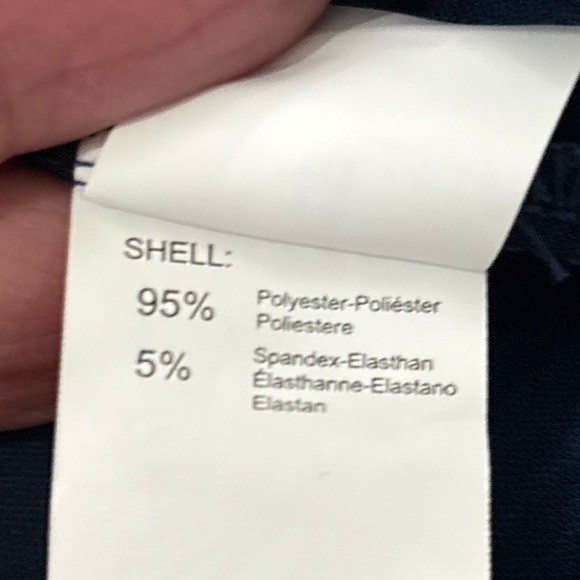 SHELL:
95% Polyester-Poliéster
Poliestere
5% Spandex-Elasthan
Élasthanne-Elastano
Elastan